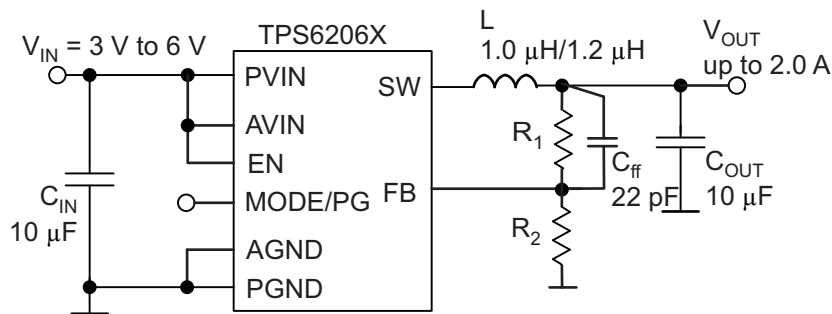 TPS6206X
V_IN = 3 V to 6 V
PVIN
AVIN
EN
MODE/PG
AGND
PGND
SW
FB
C_IN
10 µF
L
1.0 µH/1.2 µH
V_OUT
up to 2.0 A
R_1
R_2
C_ff
22 pF
C_OUT
10 µF